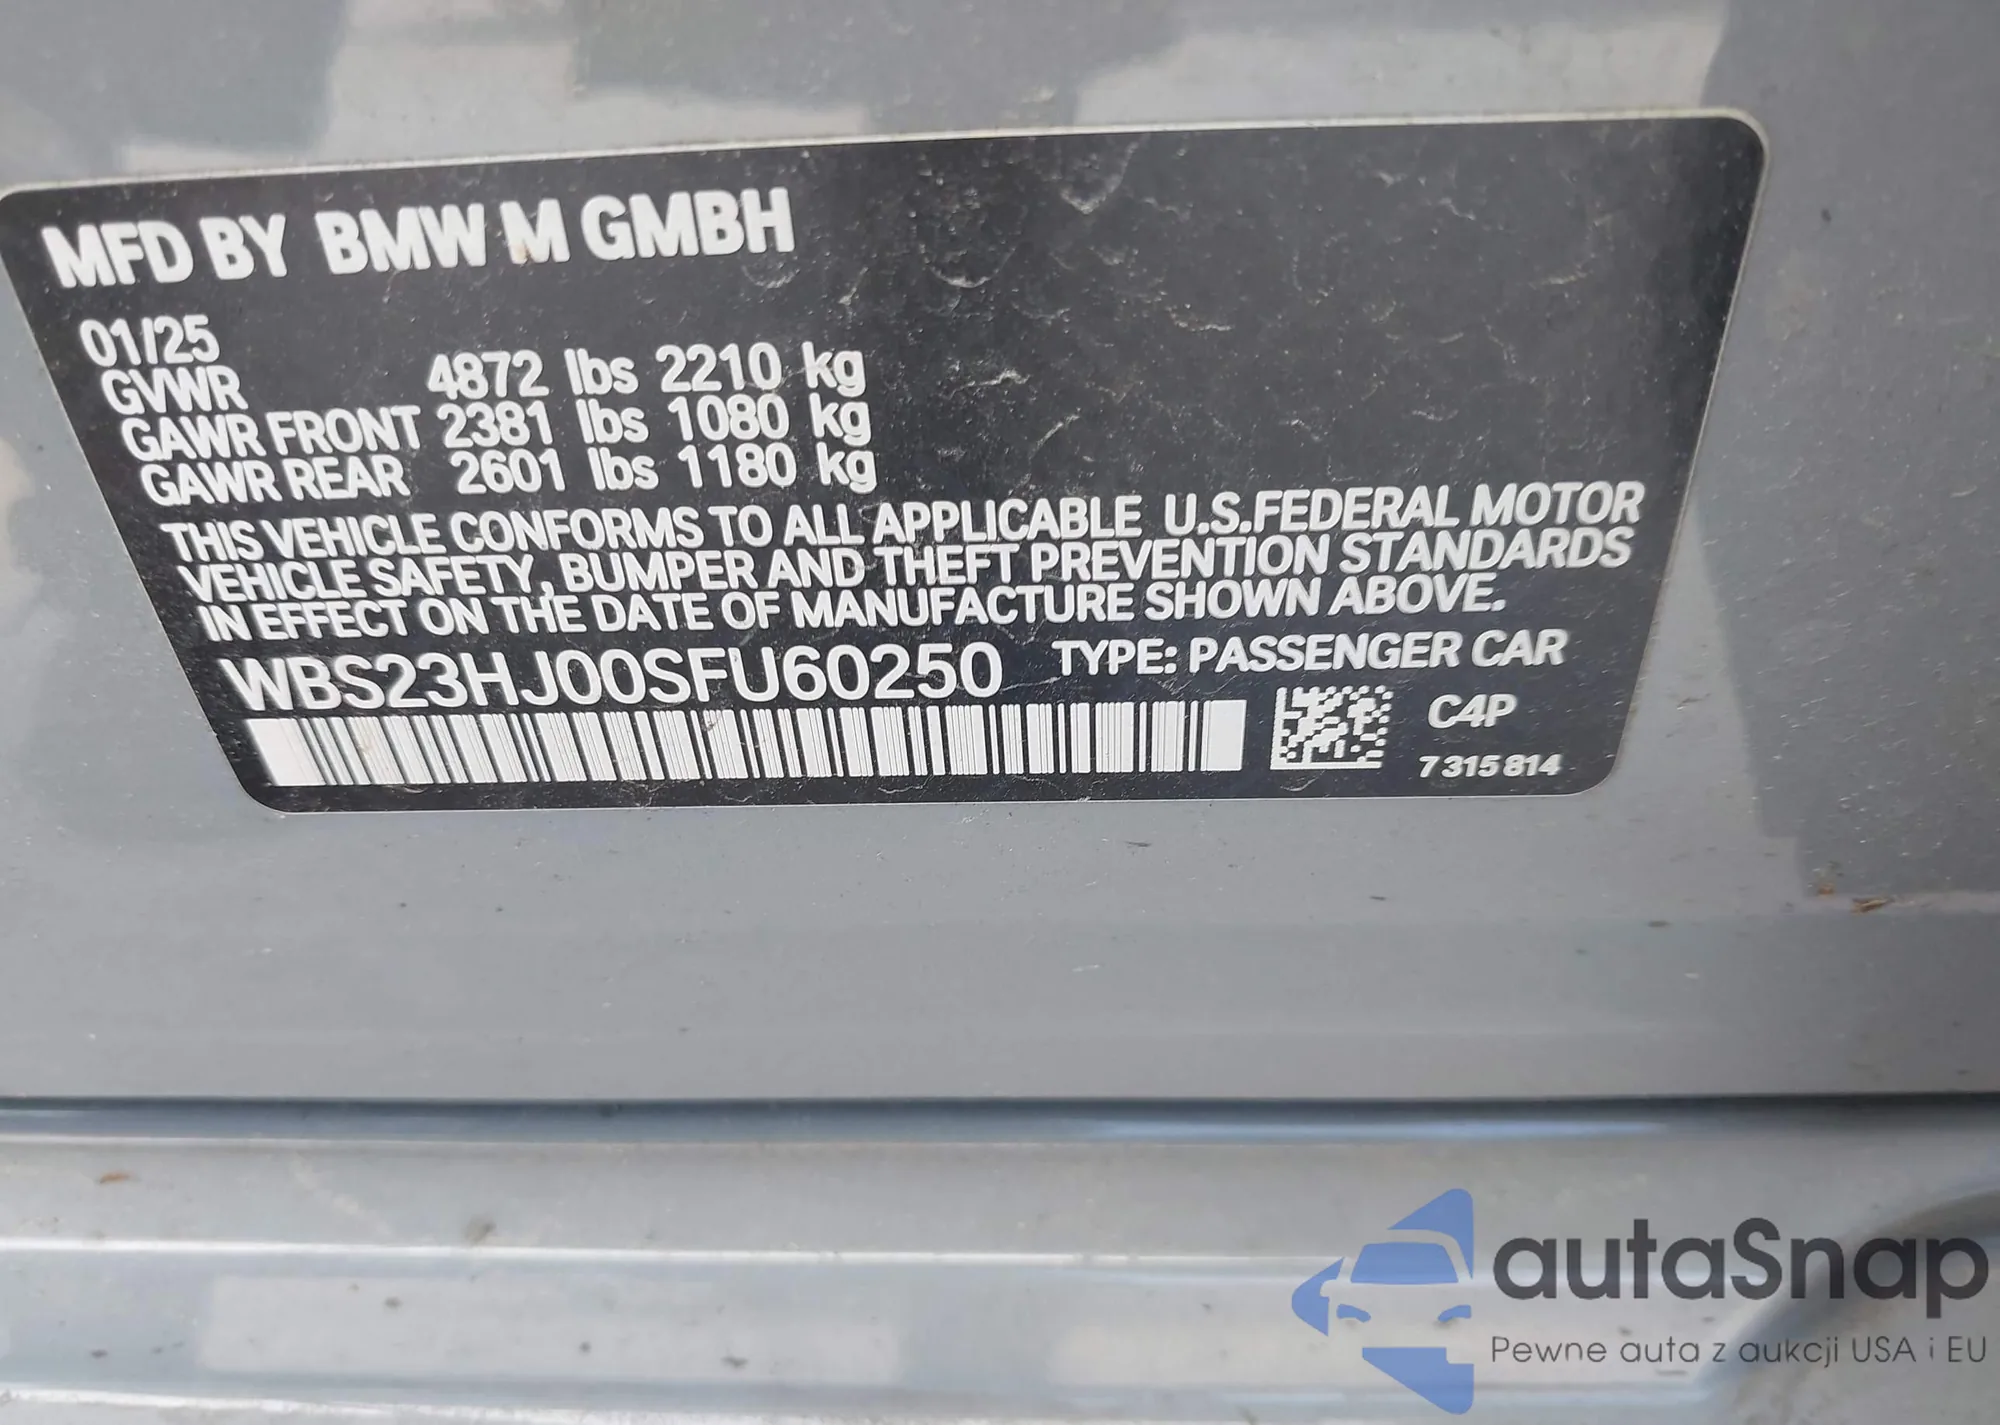 MFD BY BMW M GMBH
01/25
GVWR 4872 lbs 2210 kg
GAWR FRONT 2381 lbs 1080 kg
GAWR REAR 2601 lbs 1180 kg
THIS VEHICLE CONFORMS TO ALL APPLICABLE U.S.FEDERAL MOTOR
VEHICLE SAFETY, BUMPER AND THEFT PREVENTION STANDARDS
IN EFFECT ON THE DATE OF MANUFACTURE SHOWN ABOVE.
WBS23HJ00SFU60250 TYPE: PASSENGER CAR
C4P
7 315 814
autaSnap
Pewne auta z aukcji USA i EU